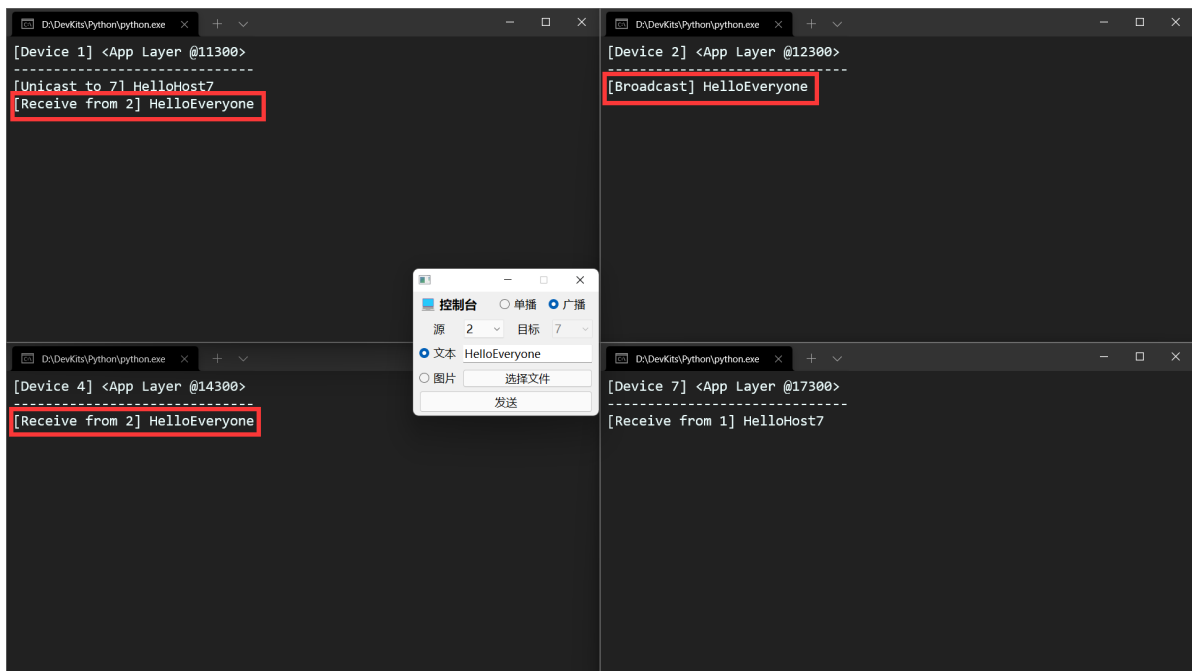 D:\DevKits\Python\python.exe
[Device 1] <App Layer @11300>
------------------------------
[Unicast to 7] HelloHost7
[Receive from 2] HelloEveryone
D:\DevKits\Python\python.exe
[Device 2] <App Layer @12300>
------------------------------
[Broadcast] HelloEveryone
控制台 单播 广播
源 2 目标 7
文本 HelloEveryone
图片 选择文件
发送
D:\DevKits\Python\python.exe
[Device 4] <App Layer @14300>
------------------------------
[Receive from 2] HelloEveryone
D:\DevKits\Python\python.exe
[Device 7] <App Layer @17300>
------------------------------
[Receive from 1] HelloHost7